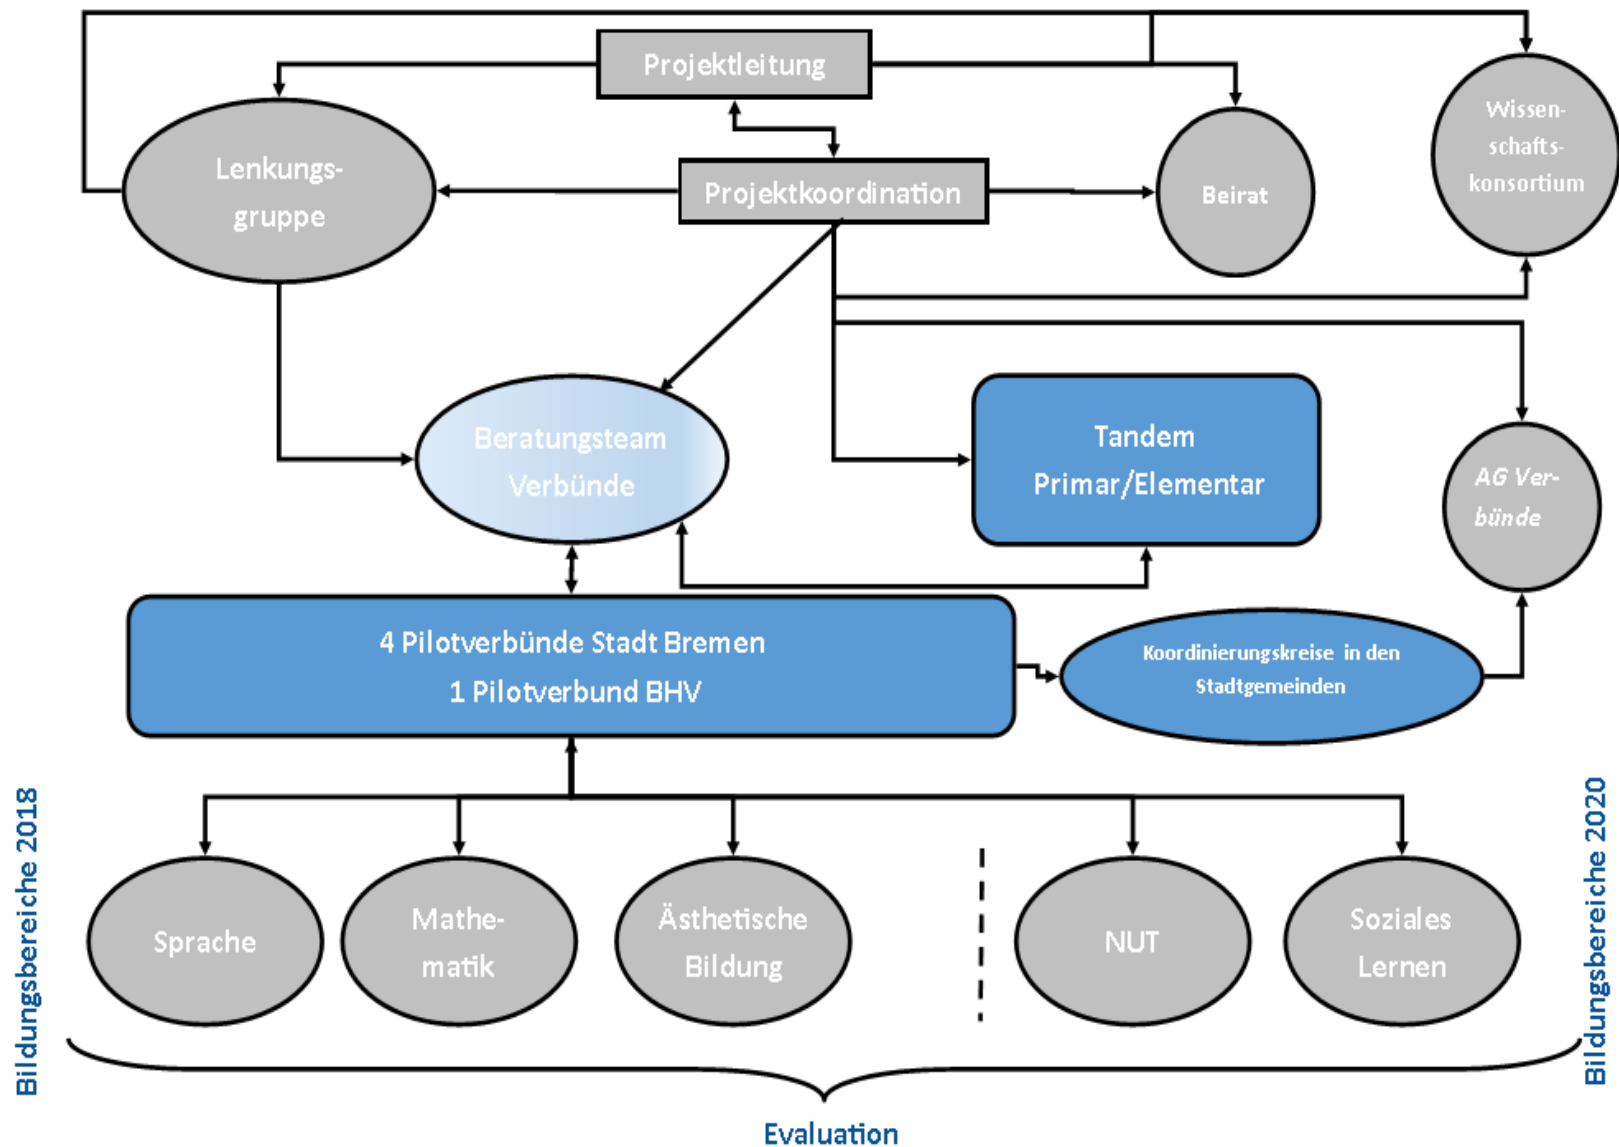 Projektleitung
Wissen-
schafts-
konsortium
Lenkungs-
gruppe
Projektkoordination
Beirat
Beratungsteam
Verbünde
Tandem
Primar/Elementar
AG Ver-
bünde
4 Pilotverbünde Stadt Bremen
1 Pilotverbund BHV
Koordinierungskreise in den
Stadtgemeinden
Bildungsbereiche 2018
Sprache
Mathe-
matik
Ästhetische
Bildung
NUT
Soziales
Lernen
Bildungsbereiche 2020
Evaluation